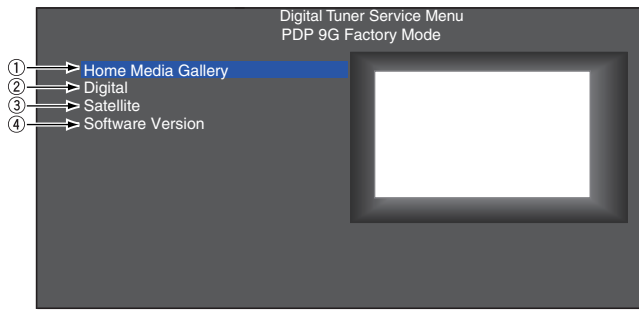 Digital Tuner Service Menu
PDP 9G Factory Mode
① Home Media Gallery
② Digital
③ Satellite
④ Software Version